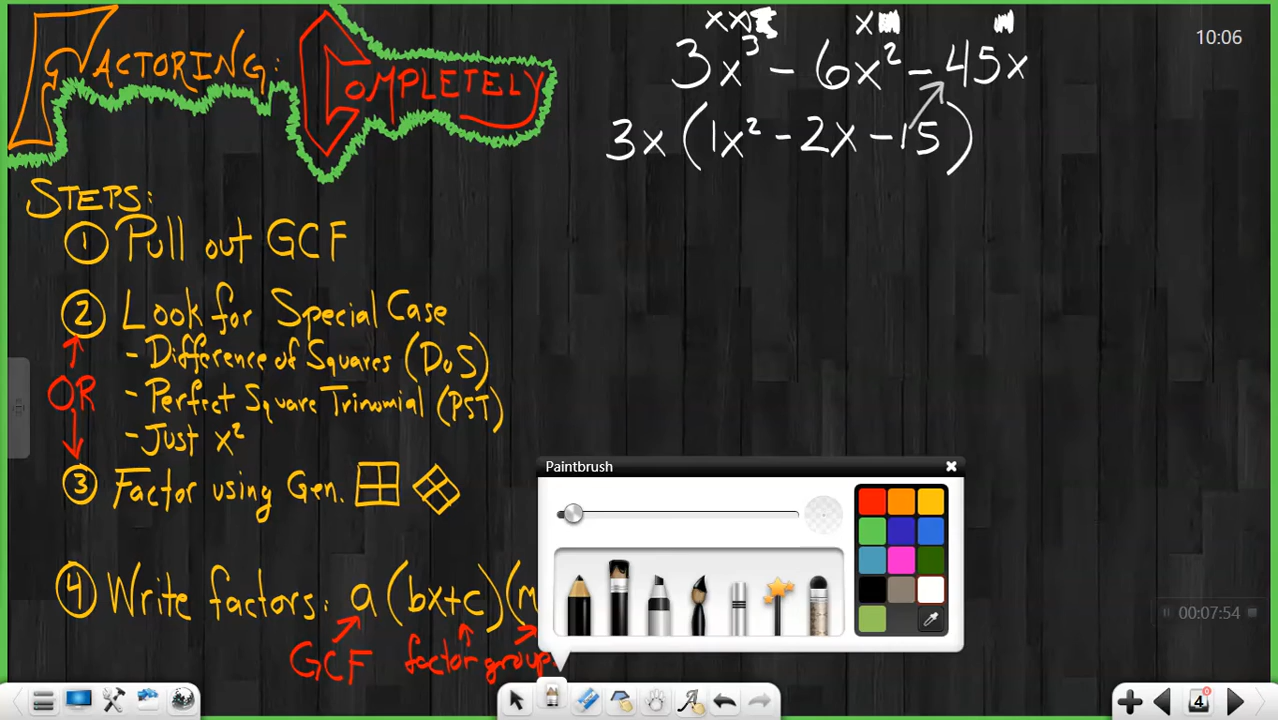 FACTORING: COMPLETELY
STEPS:
① Pull out GCF
② Look for Special Case
- Difference of Squares (DoS)
OR
- Perfect Square Trinomial (PST)
- Just x²
③ Factor using Gen.
④ Write factors: a(bx+c)(
GCF factor group
xxx x
3x³ - 6x² - 45x
3x(1x² - 2x - 15)
10:06
Paintbrush
00:07:54
4